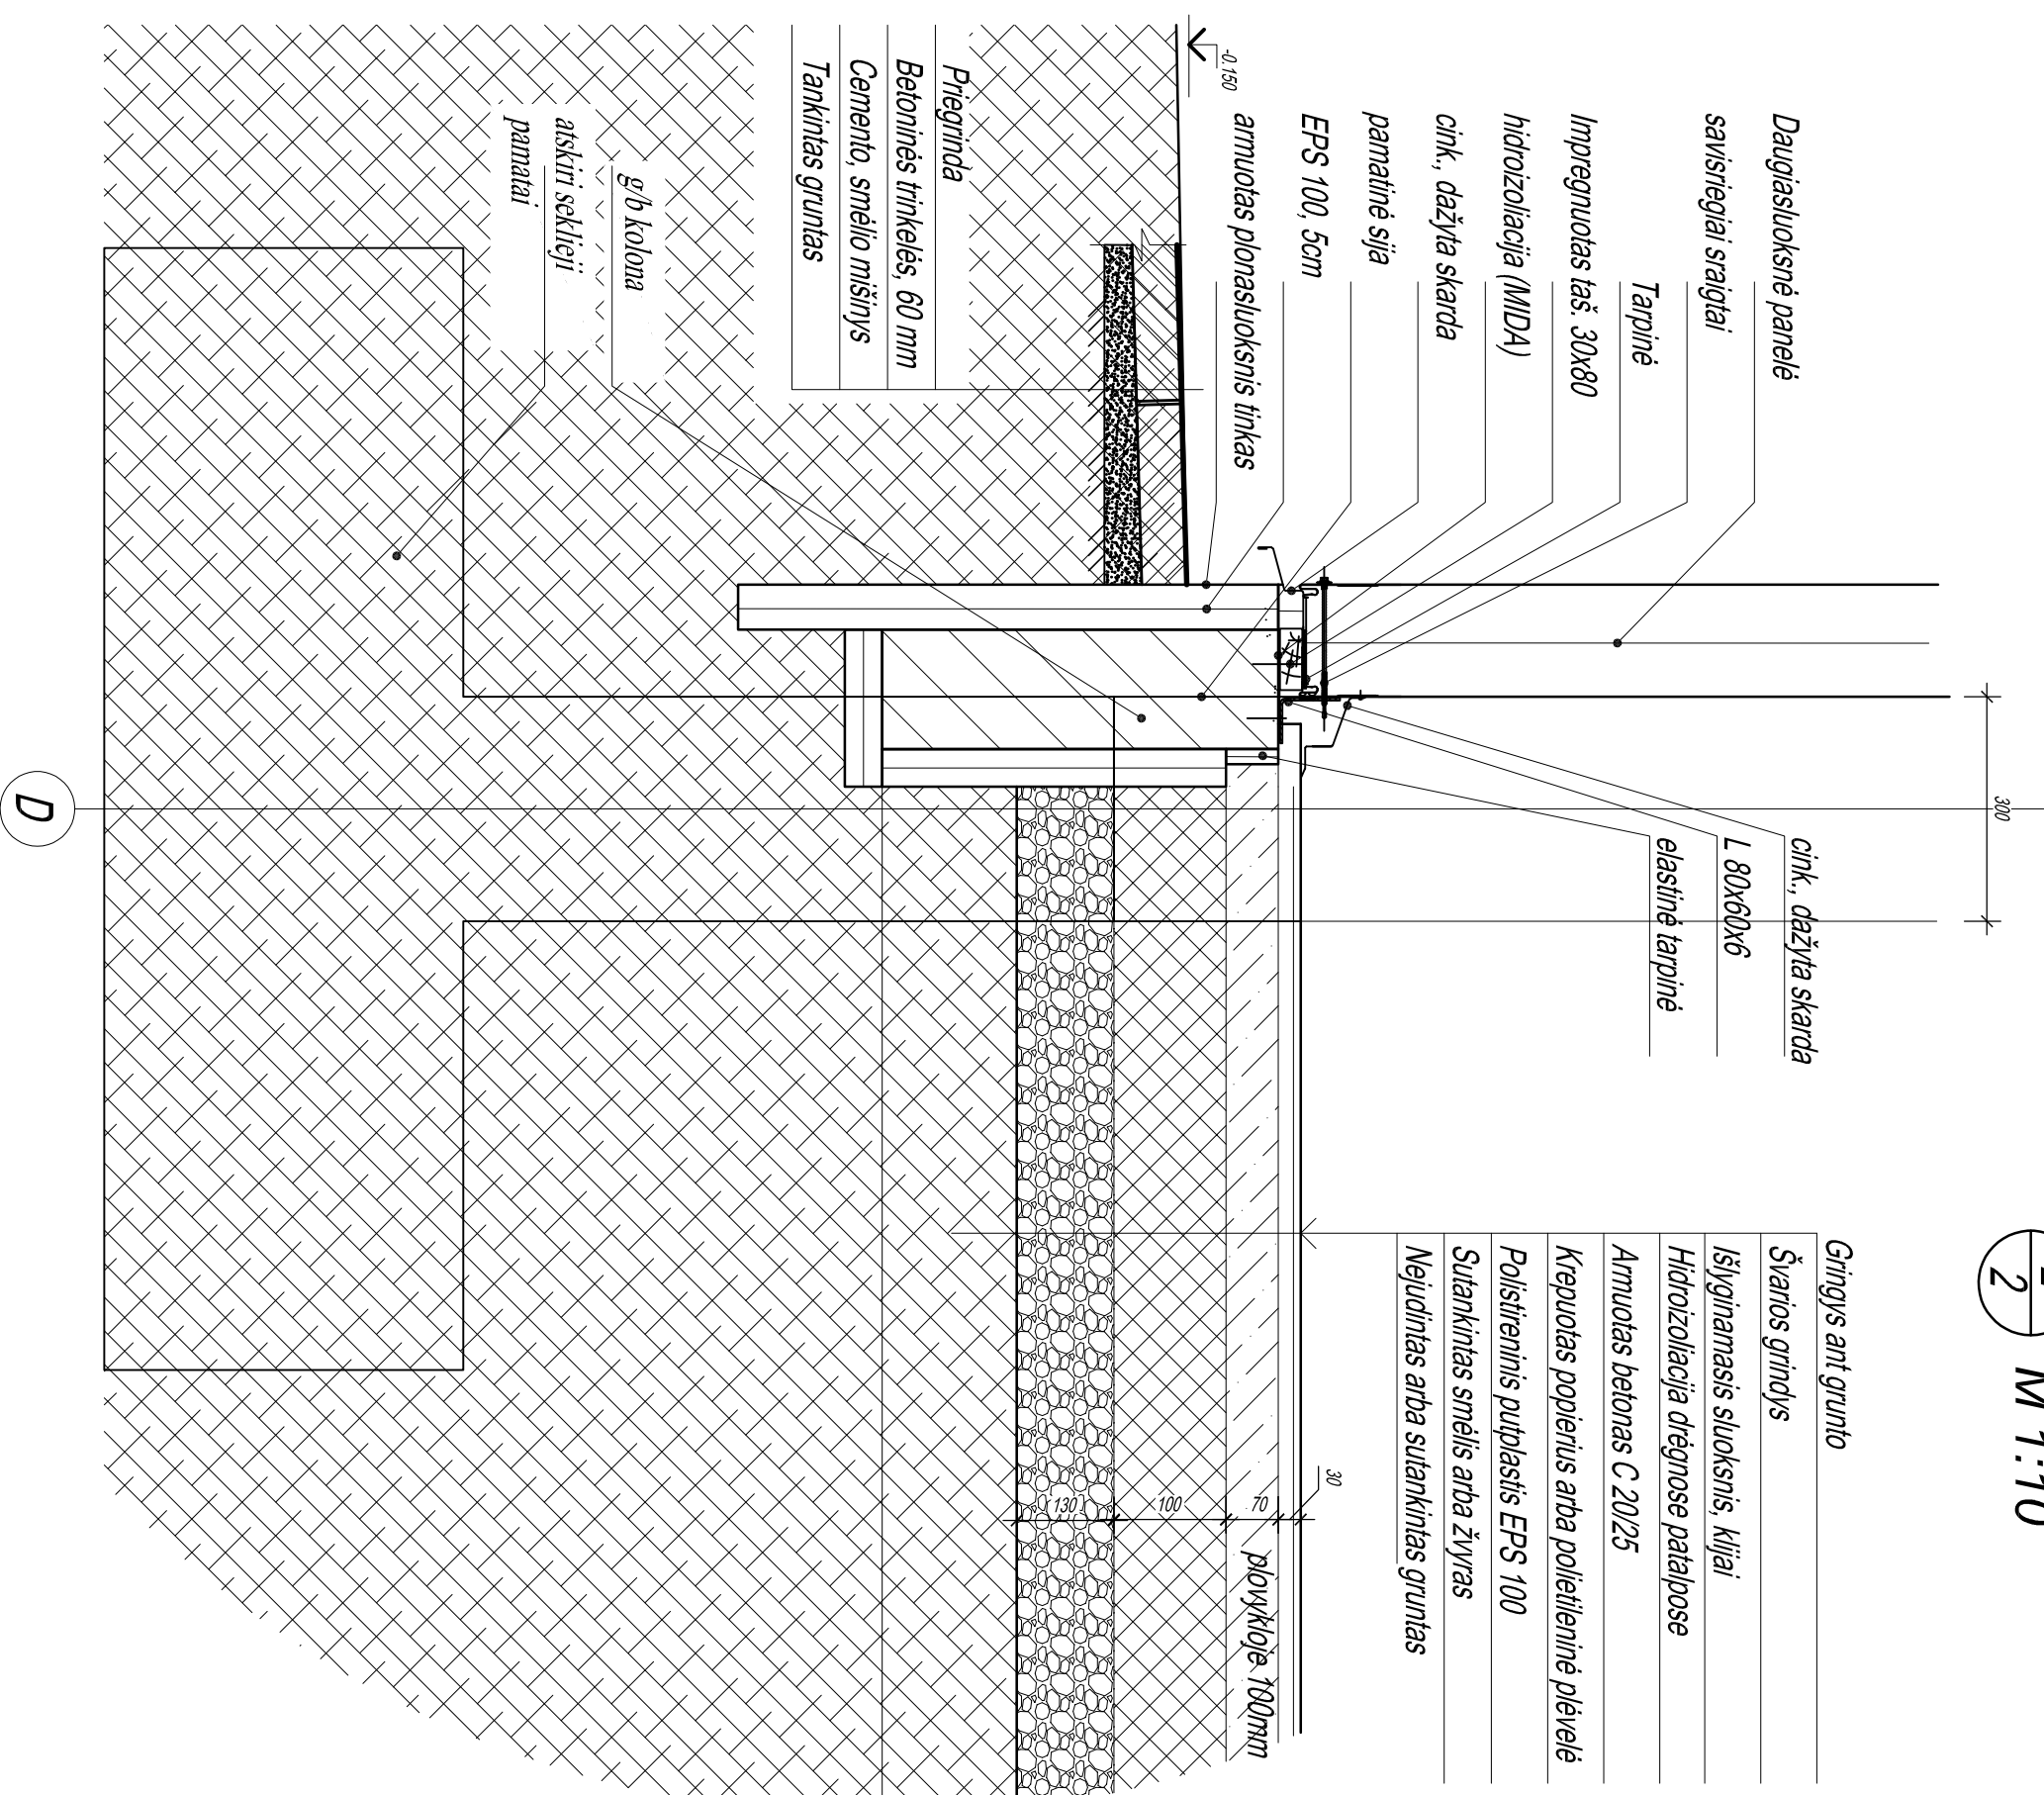 2
M 1:10
Daugiasluoksnė panelė
savisriegiai sraigtai
Tarpinė
Impregnuotas taš. 30x80
hidroizoliacija (MIDA)
cink., dažyta skarda
pamatinė sija
EPS 100, 5cm
armuotas plonasluoksnis tinkas
-0.150
300
cink., dažyta skarda
L 80x60x6
elastinė tarpinė
Gringys ant grunto
Švarios grindys
Išlyginamasis sluoksnis, klijai
Hidroizoliacija drėgnose patalpose
Armuotas betonas C 20/25
Krepuotas popierius arba polietileninė plėvelė
Polistireninis putplastis EPS 100
Sutankintas smėlis arba žvyras
Nejudintas arba sutankintas gruntas
30
70
plovykloje 100mm
100
130
Priegrinda
Betoninės trinkelės, 60 mm
Cemento, smėlio mišinys
Tankintas gruntas
g/b kolona
atskiri seklieji
pamatai
D